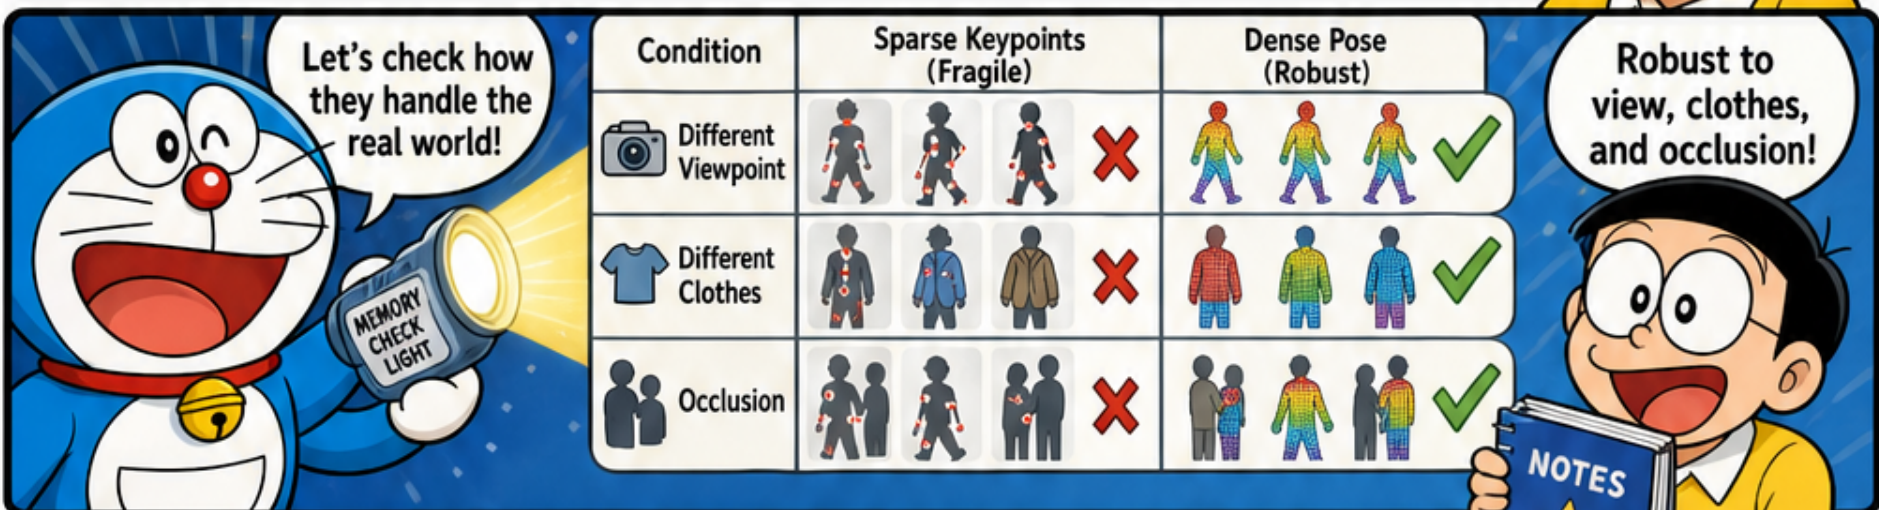 Let's check how
they handle the
real world!
MEMORY
CHECK
LIGHT
Condition
Sparse Keypoints
(Fragile)
Dense Pose
(Robust)
Different
Viewpoint
Different
Clothes
Occlusion
Robust to
view, clothes,
and occlusion!
NOTES